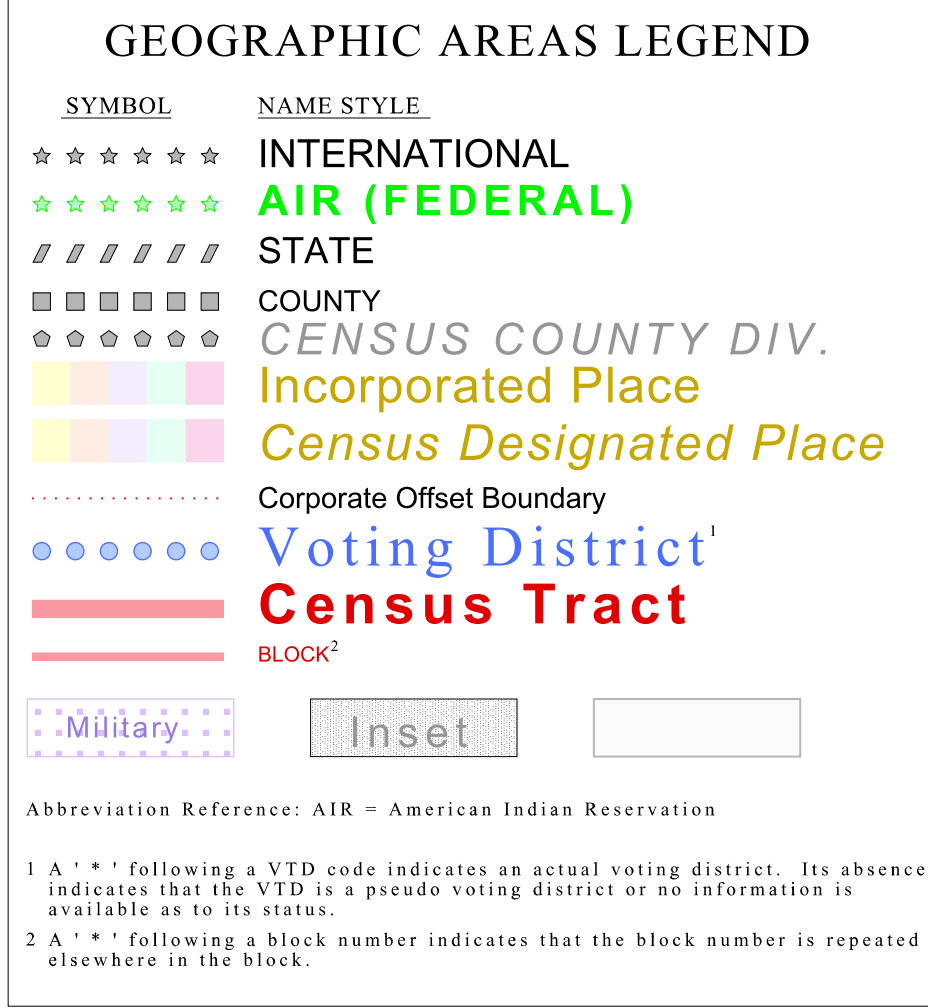 GEOGRAPHIC AREAS LEGEND
SYMBOL NAME STYLE
INTERNATIONAL
AIR (FEDERAL)
STATE
COUNTY
CENSUS COUNTY DIV.
Incorporated Place
Census Designated Place
Corporate Offset Boundary
Voting District¹
Census Tract
BLOCK²
Military Inset
Abbreviation Reference: AIR = American Indian Reservation
1 A ' * ' following a VTD code indicates an actual voting district. Its absence
indicates that the VTD is a pseudo voting district or no information is
available as to its status.
2 A ' * ' following a block number indicates that the block number is repeated
elsewhere in the block.